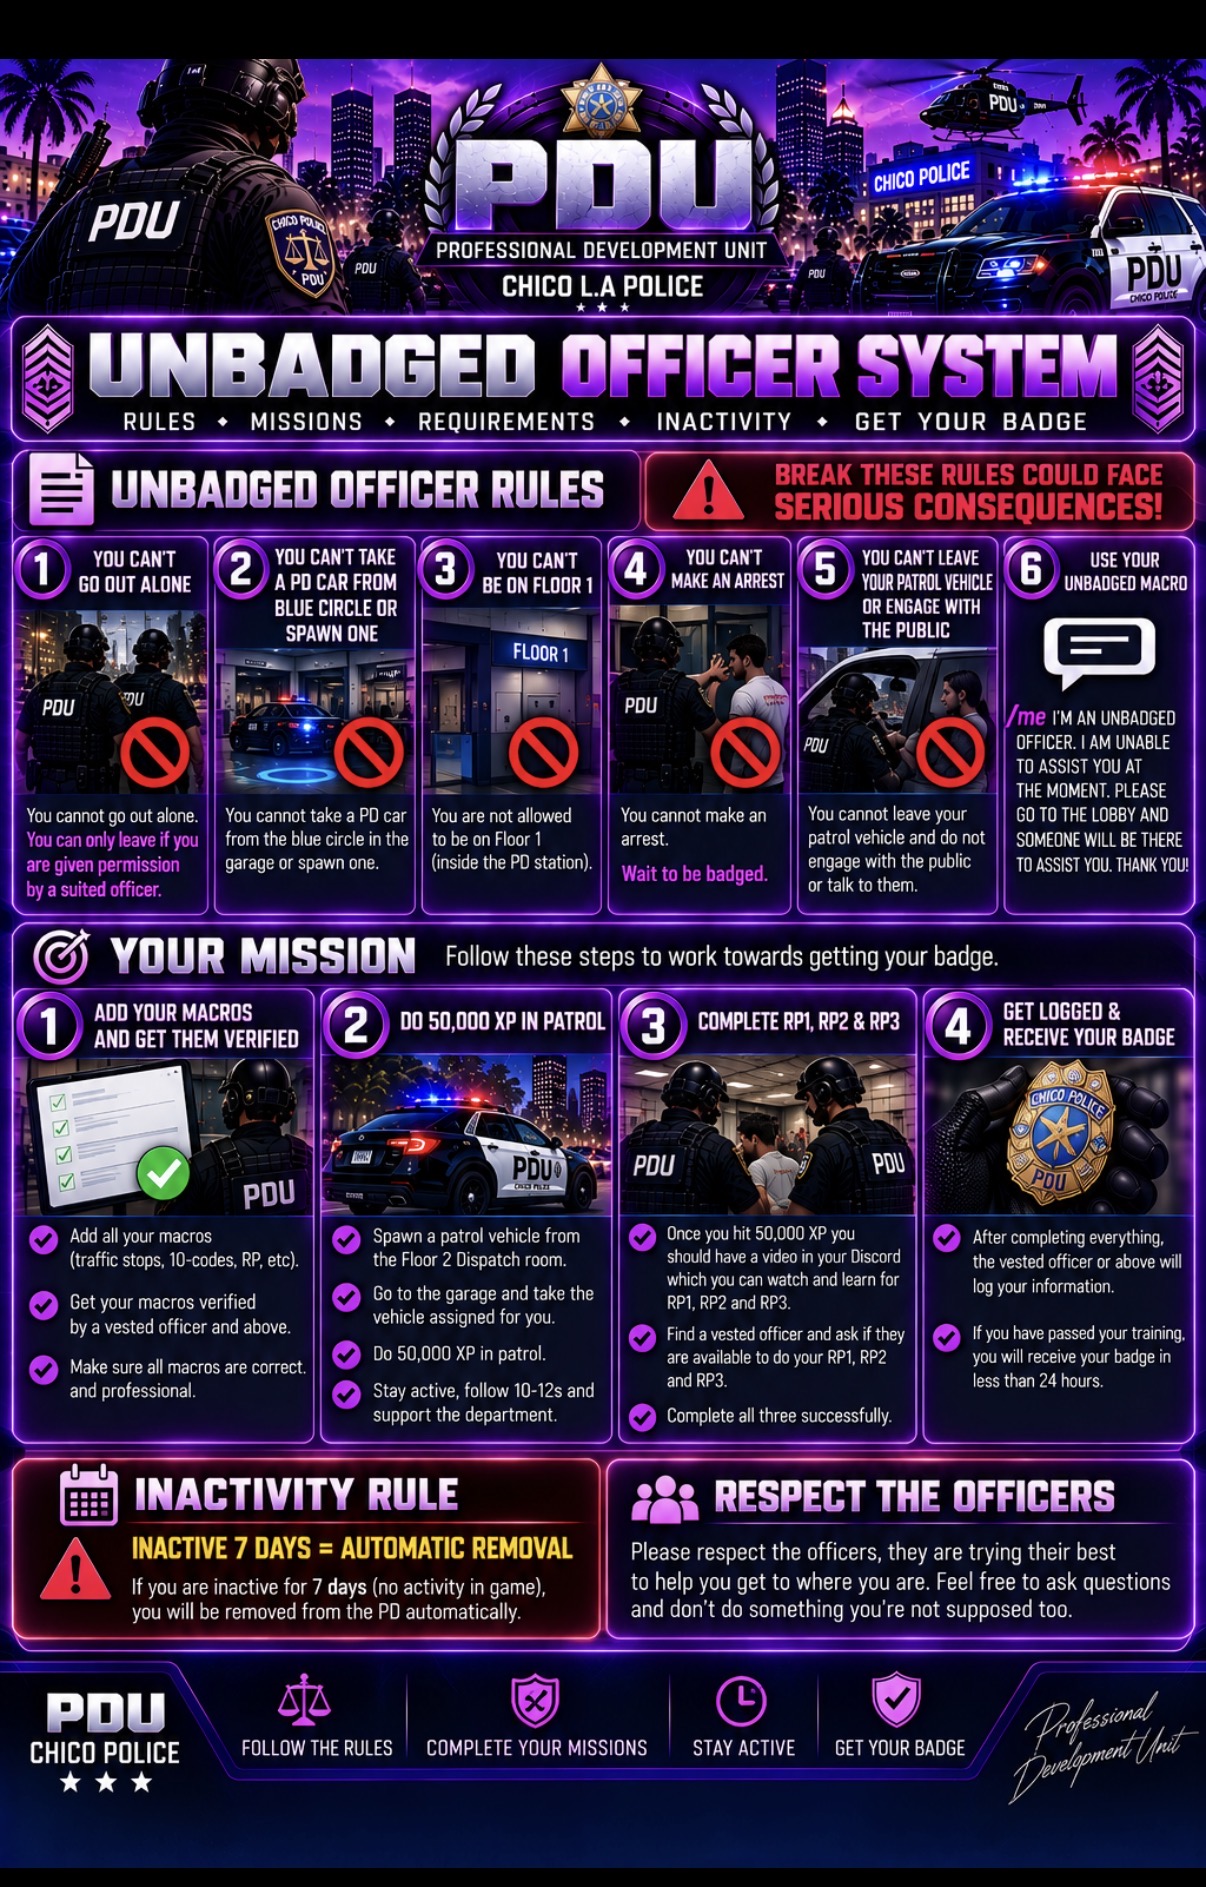 PDU
PROFESSIONAL DEVELOPMENT UNIT
CHICO L.A POLICE
PDU
CHICO POLICE
PDU
PDU
PDU
PDU
CHICO POLICE
PDU
CHICO POLICE
UNBADGED OFFICER SYSTEM
RULES • MISSIONS • REQUIREMENTS • INACTIVITY • GET YOUR BADGE
UNBADGED OFFICER RULES
BREAK THESE RULES COULD FACE
SERIOUS CONSEQUENCES!
1
YOU CAN'T
GO OUT ALONE
PDU
PDU
You cannot go out alone.
You can only leave if you
are given permission
by a suited officer.
2
YOU CAN'T TAKE
A PD CAR FROM
BLUE CIRCLE OR
SPAWN ONE
You cannot take a PD car
from the blue circle in the
garage or spawn one.
3
YOU CAN'T
BE ON FLOOR 1
FLOOR 1
You are not allowed
to be on Floor 1
(inside the PD station).
4
YOU CAN'T
MAKE AN ARREST
PDU
You cannot make an
arrest.
Wait to be badged.
5
YOU CAN'T LEAVE
YOUR PATROL VEHICLE
OR ENGAGE WITH
THE PUBLIC
PDU
You cannot leave your
patrol vehicle and do not
engage with the public
or talk to them.
6
USE YOUR
UNBADGED MACRO
/me I'M AN UNBADGED
OFFICER. I AM UNABLE
TO ASSIST YOU AT
THE MOMENT. PLEASE
GO TO THE LOBBY AND
SOMEONE WILL BE THERE
TO ASSIST YOU. THANK YOU!
YOUR MISSION
Follow these steps to work towards getting your badge.
1
ADD YOUR MACROS
AND GET THEM VERIFIED
PDU
Add all your macros
(traffic stops, 10-codes, RP, etc).
Get your macros verified
by a vested officer and above.
Make sure all macros are correct.
and professional.
2
DO 50,000 XP IN PATROL
PDU
CHICO POLICE
Spawn a patrol vehicle from
the Floor 2 Dispatch room.
Go to the garage and take the
vehicle assigned for you.
Do 50,000 XP in patrol.
Stay active, follow 10-12s and
support the department.
3
COMPLETE RP1, RP2 & RP3
PDU
PDU
Once you hit 50,000 XP you
should have a video in your Discord
which you can watch and learn for
RP1, RP2 and RP3.
Find a vested officer and ask if they
are available to do your RP1, RP2
and RP3.
Complete all three successfully.
4
GET LOGGED &
RECEIVE YOUR BADGE
CHICO POLICE
PDU
After completing everything,
the vested officer or above will
log your information.
If you have passed your training,
you will receive your badge in
less than 24 hours.
INACTIVITY RULE
INACTIVE 7 DAYS = AUTOMATIC REMOVAL
If you are inactive for 7 days (no activity in game),
you will be removed from the PD automatically.
RESPECT THE OFFICERS
Please respect the officers, they are trying their best
to help you get to where you are. Feel free to ask questions
and don't do something you're not supposed too.
PDU
CHICO POLICE
FOLLOW THE RULES
COMPLETE YOUR MISSIONS
STAY ACTIVE
GET YOUR BADGE
Professional
Development Unit